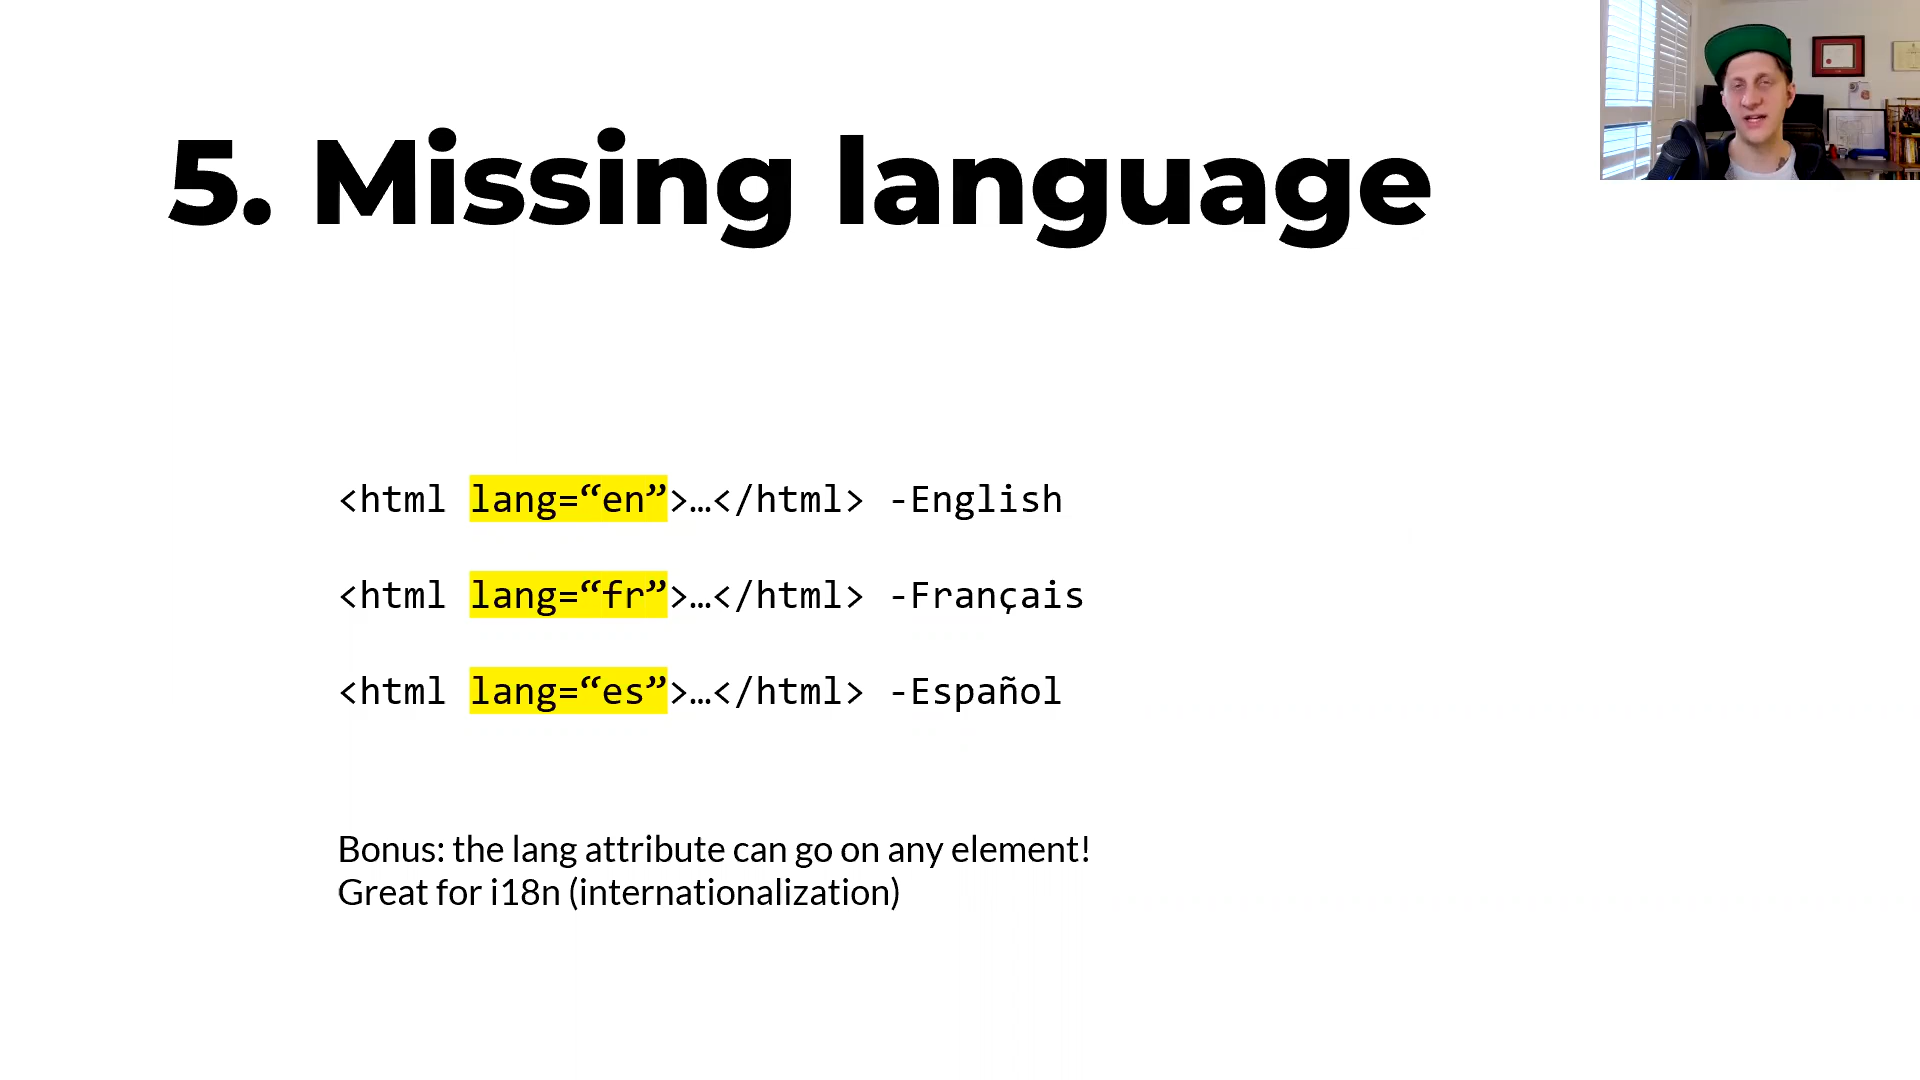 5. Missing language
<html lang=“en”>…</html> -English
<html lang=“fr”>…</html> -Français
<html lang=“es”>…</html> -Español
Bonus: the lang attribute can go on any element!
Great for i18n (internationalization)